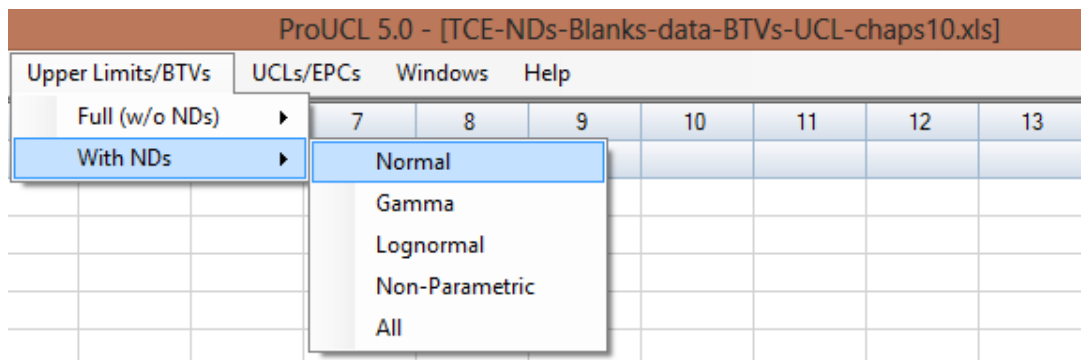 ProUCL 5.0 - [TCE-NDs-Blanks-data-BTVs-UCL-chaps10.xls]
Upper Limits/BTVs UCLs/EPCs Windows Help
Full (w/o NDs) 7 8 9 10 11 12 13
With NDs
Normal
Gamma
Lognormal
Non-Parametric
All